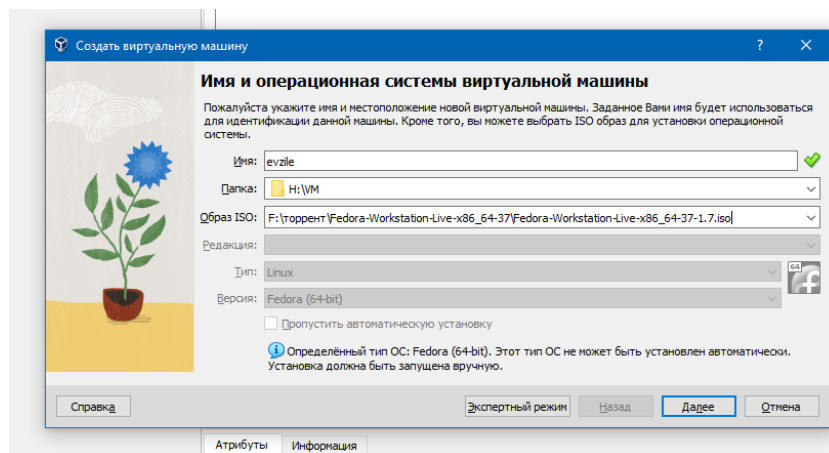 Создать виртуальную машину
Имя и операционная системы виртуальной машины
Пожалуйста укажите имя и местоположение новой виртуальной машины. Заданное Вами имя будет использоваться
для идентификации данной машины. Кроме того, вы можете выбрать ISO образ для установки операционной
системы.
Имя: evzile
Папка: H:\VM
Образ ISO: F:\торрент\Fedora-Workstation-Live-x86_64-37\Fedora-Workstation-Live-x86_64-37-1.7.iso
Редакция:
Тип: Linux 64
Версия: Fedora (64-bit)
Пропустить автоматическую установку
Определённый тип ОС: Fedora (64-bit). Этот тип ОС не может быть установлен автоматически.
Установка должна быть запущена вручную.
Справка Экспертный режим Назад Далее Отмена
Атрибуты Информация